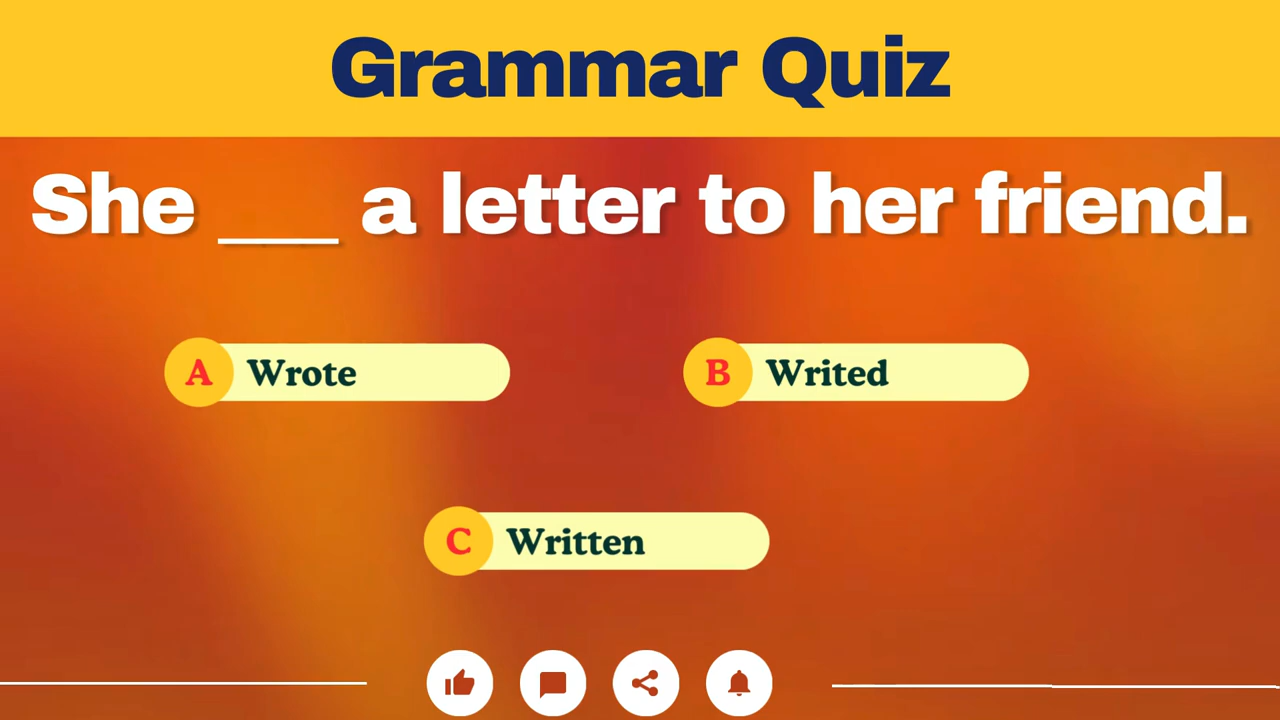 Grammar Quiz
She ___ a letter to her friend.
A Wrote
B Writed
C Written